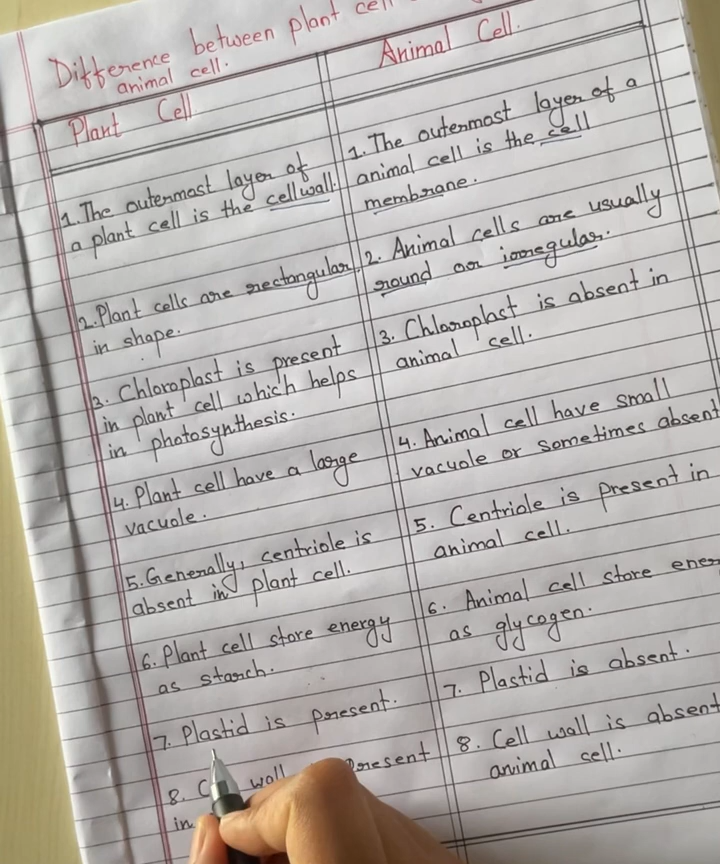 Difference between plant cell
animal cell.
Plant Cell
1. The outermost layer of
a plant cell is the cell wall.
2. Plant cells are rectangular
in shape.
3. Chloroplast is present
in plant cell which helps
in photosynthesis.
4. Plant cell have a large
vacuole.
5. Generally, centriole is
absent in plant cell.
6. Plant cell store energy
as starch.
7. Plastid is present.
8. wall present
in
Animal Cell.
1. The outermost layer of a
animal cell is the cell
membrane.
2. Animal cells are usually
round or irregular.
3. Chloroplast is absent in
animal cell.
4. Animal cell have small
vacuole or sometimes absent
5. Centriole is present in
animal cell.
6. Animal cell store
as glycogen.
7. Plastid is absent.
8. Cell wall is absent
animal cell.